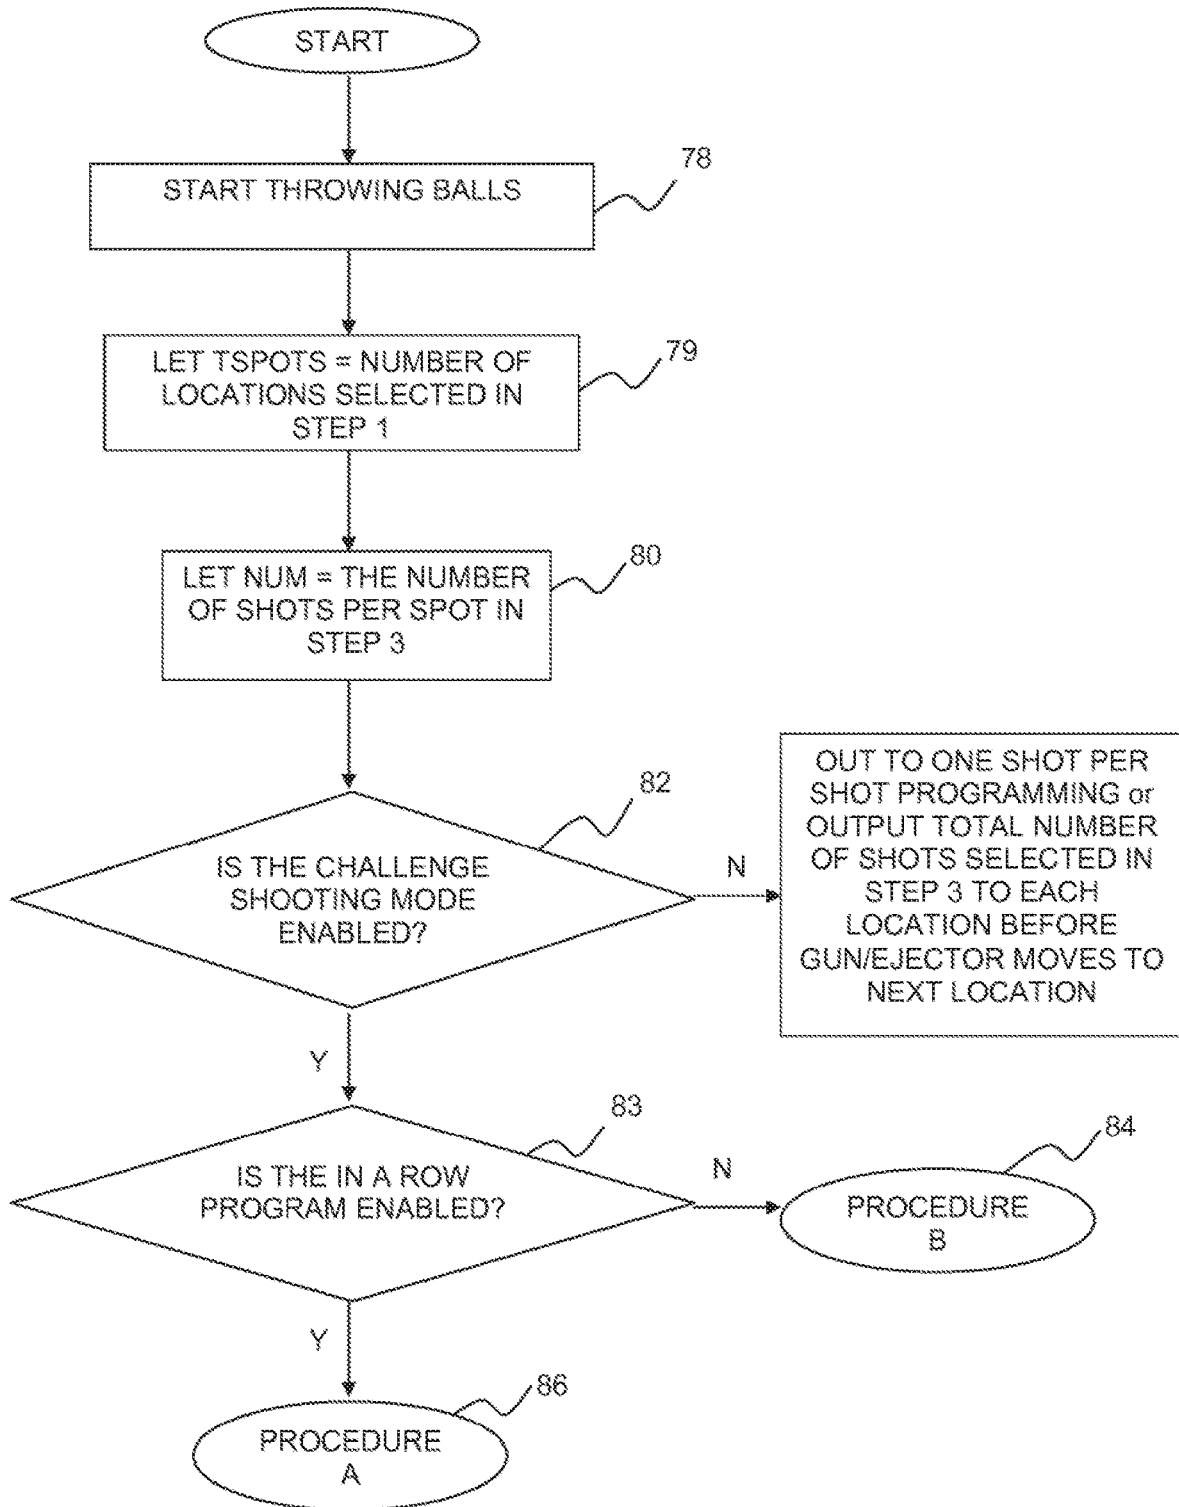 START
START THROWING BALLS
78
LET TSPOTS = NUMBER OF
LOCATIONS SELECTED IN
STEP 1
79
LET NUM = THE NUMBER
OF SHOTS PER SPOT IN
STEP 3
80
IS THE CHALLENGE
SHOOTING MODE
ENABLED?
82
N
OUT TO ONE SHOT PER
SHOT PROGRAMMING or
OUTPUT TOTAL NUMBER
OF SHOTS SELECTED IN
STEP 3 TO EACH
LOCATION BEFORE
GUN/EJECTOR MOVES TO
NEXT LOCATION
Y
IS THE IN A ROW
PROGRAM ENABLED?
83
N
PROCEDURE
B
84
Y
PROCEDURE
A
86